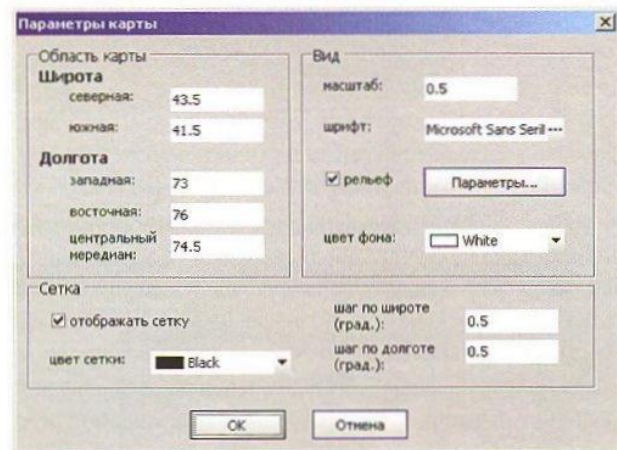 Параметры карты
Область карты
Широта
северная: 43.5
южная: 41.5
Долгота
западная: 73
восточная: 76
центральный
меридиан: 74.5
Вид
масштаб: 0.5
шрифт: Microsoft Sans Seril ...
рельеф Параметры...
цвет фона: White
Сетка
отображать сетку
цвет сетки: Black
шаг по широте
(град.): 0.5
шаг по долготе
(град.): 0.5
OK Отмена